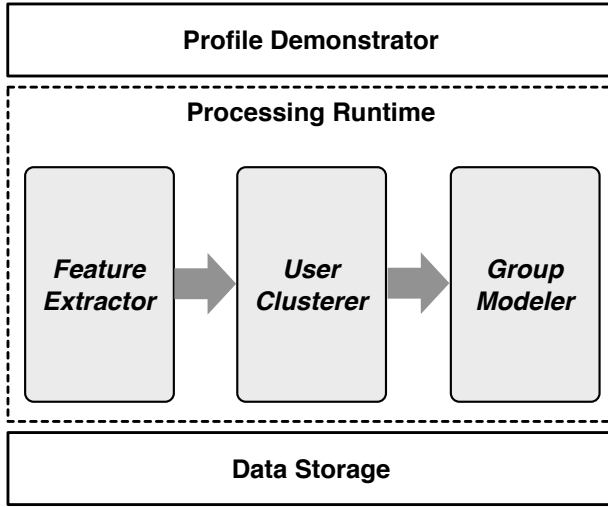 Profile Demonstrator
Processing Runtime
Feature
Extractor
User
Clusterer
Group
Modeler
Data Storage